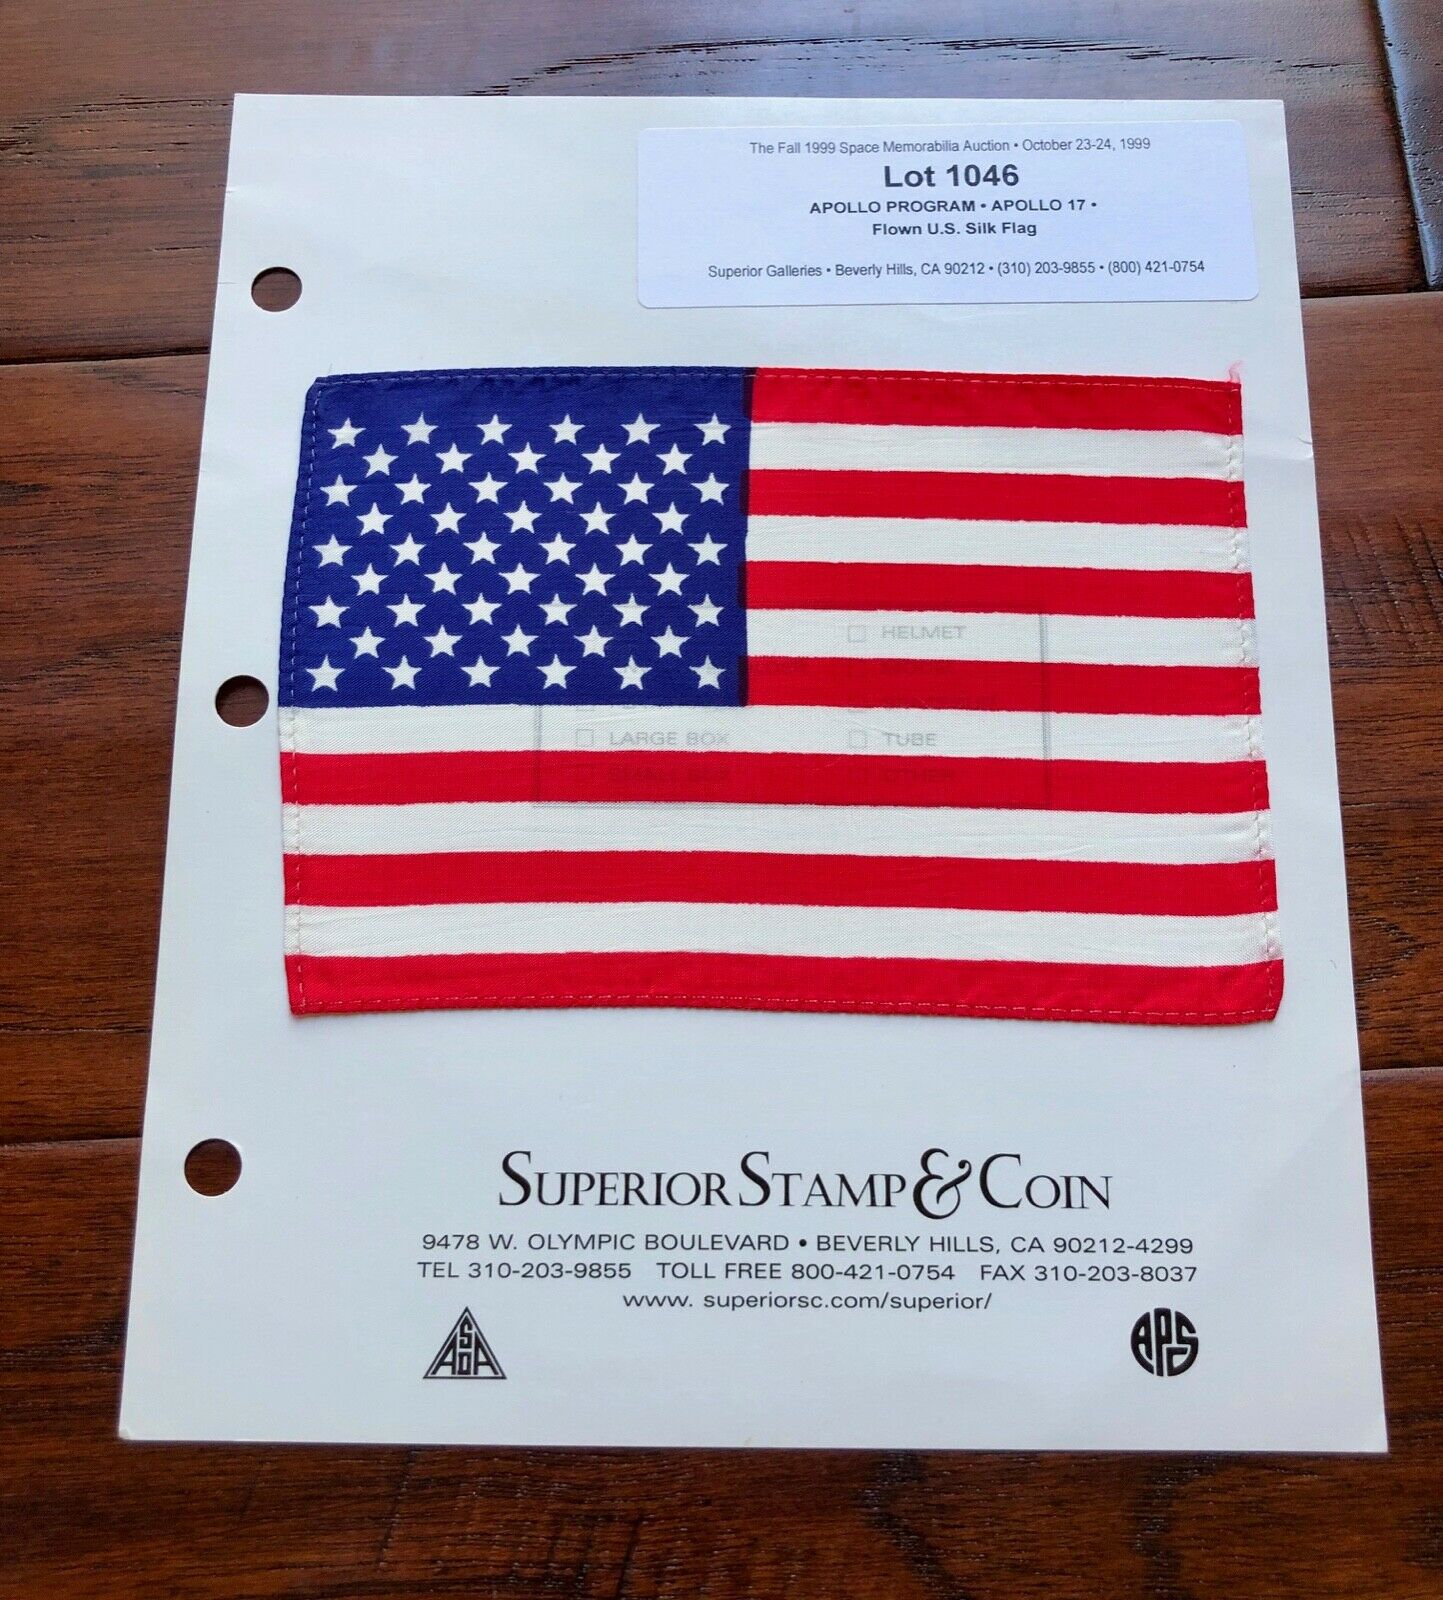 The Fall 1999 Space Memorabilia Auction • October 23-24, 1999
Lot 1046
APOLLO PROGRAM • APOLLO 17 •
Flown U.S. Silk Flag
Superior Galleries • Beverly Hills, CA 90212 • (310) 203-9855 • (800) 421-0754
HELMET
LARGE BOX TUBE
SMALL BOX OTHER
SUPERIOR STAMP & COIN
9478 W. OLYMPIC BOULEVARD • BEVERLY HILLS, CA 90212-4299
TEL 310-203-9855 TOLL FREE 800-421-0754 FAX 310-203-8037
www. superiorsc.com/superior/
ASDA APS